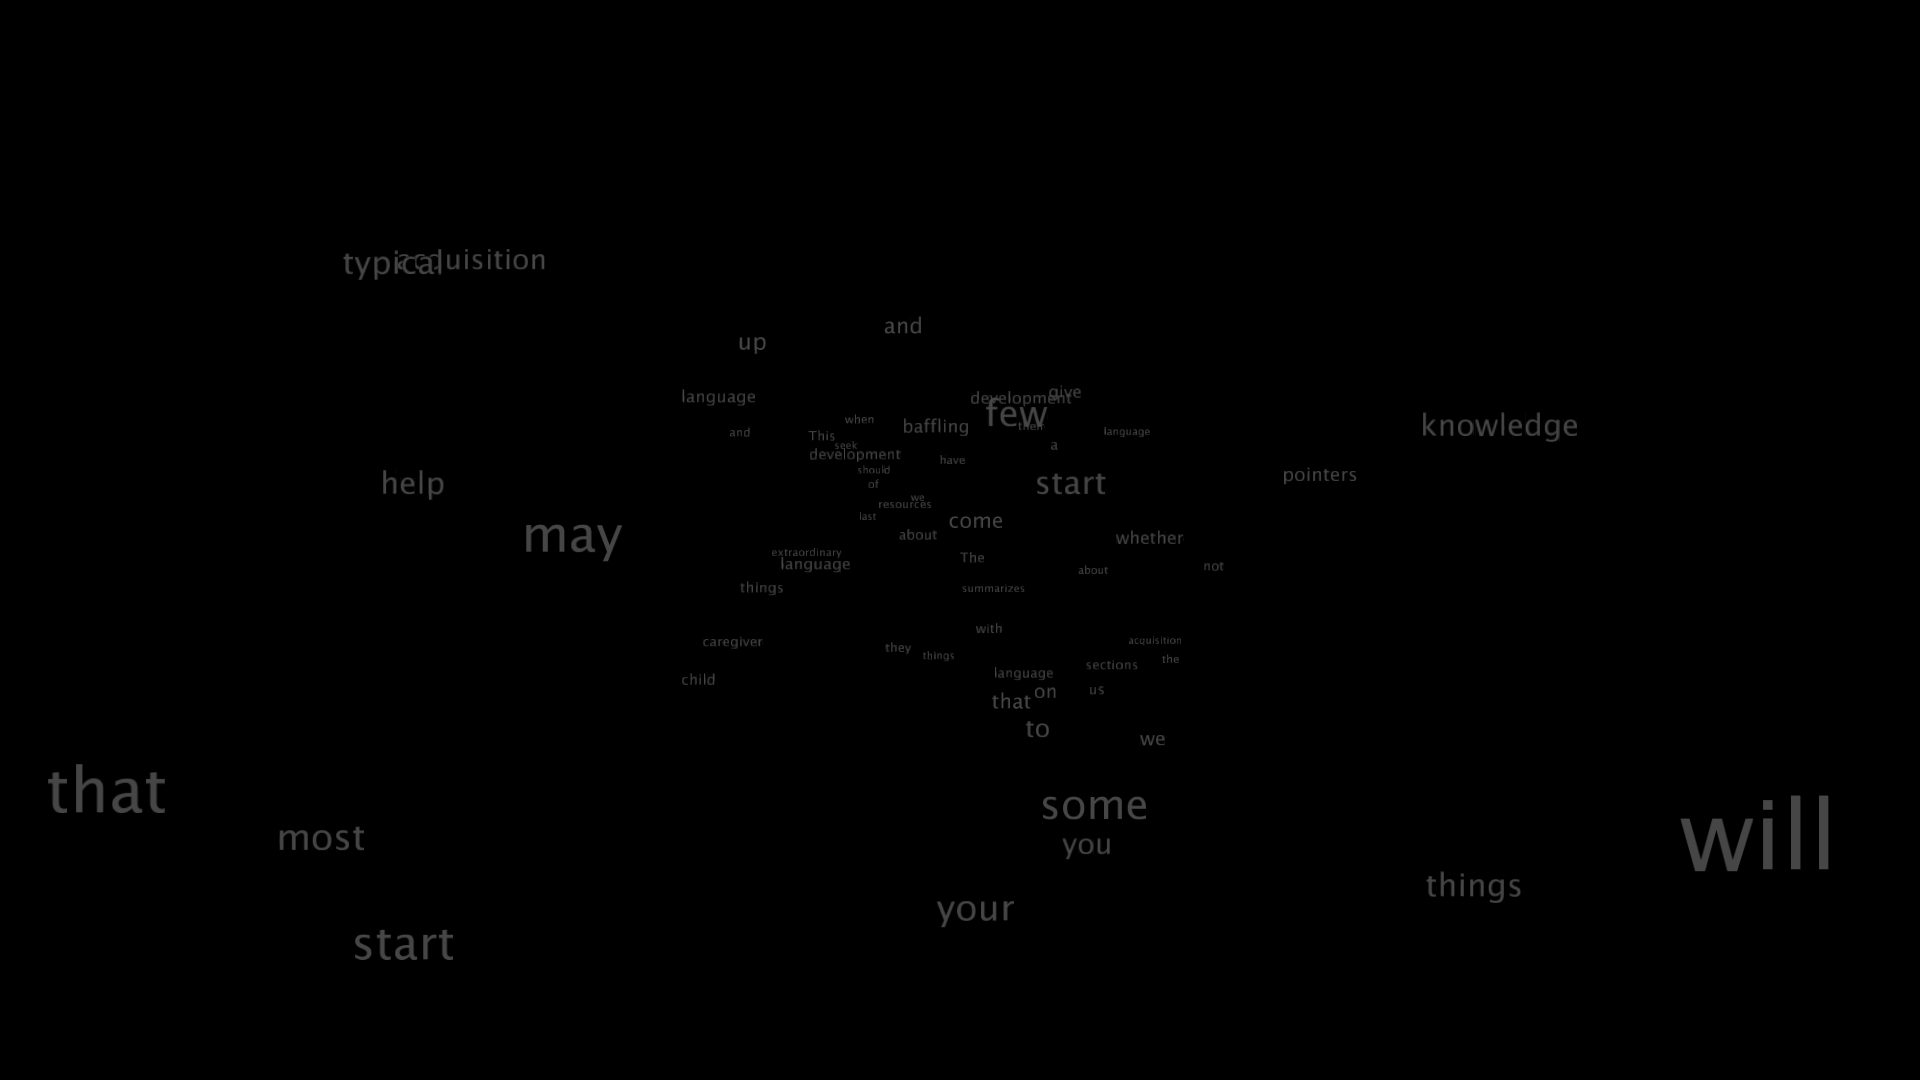 typical
acquisition
and
up
give
language
development
few
when
baffling
their
knowledge
and
This
language
seek
a
development
have
should
help
of
start
pointers
we
resources
last
come
may
about
whether
extraordinary
The
language
about
not
things
summarizes
with
caregiver
acquisition
they
things
the
sections
language
child
on
us
that
to
we
that
some
will
most
you
things
your
start